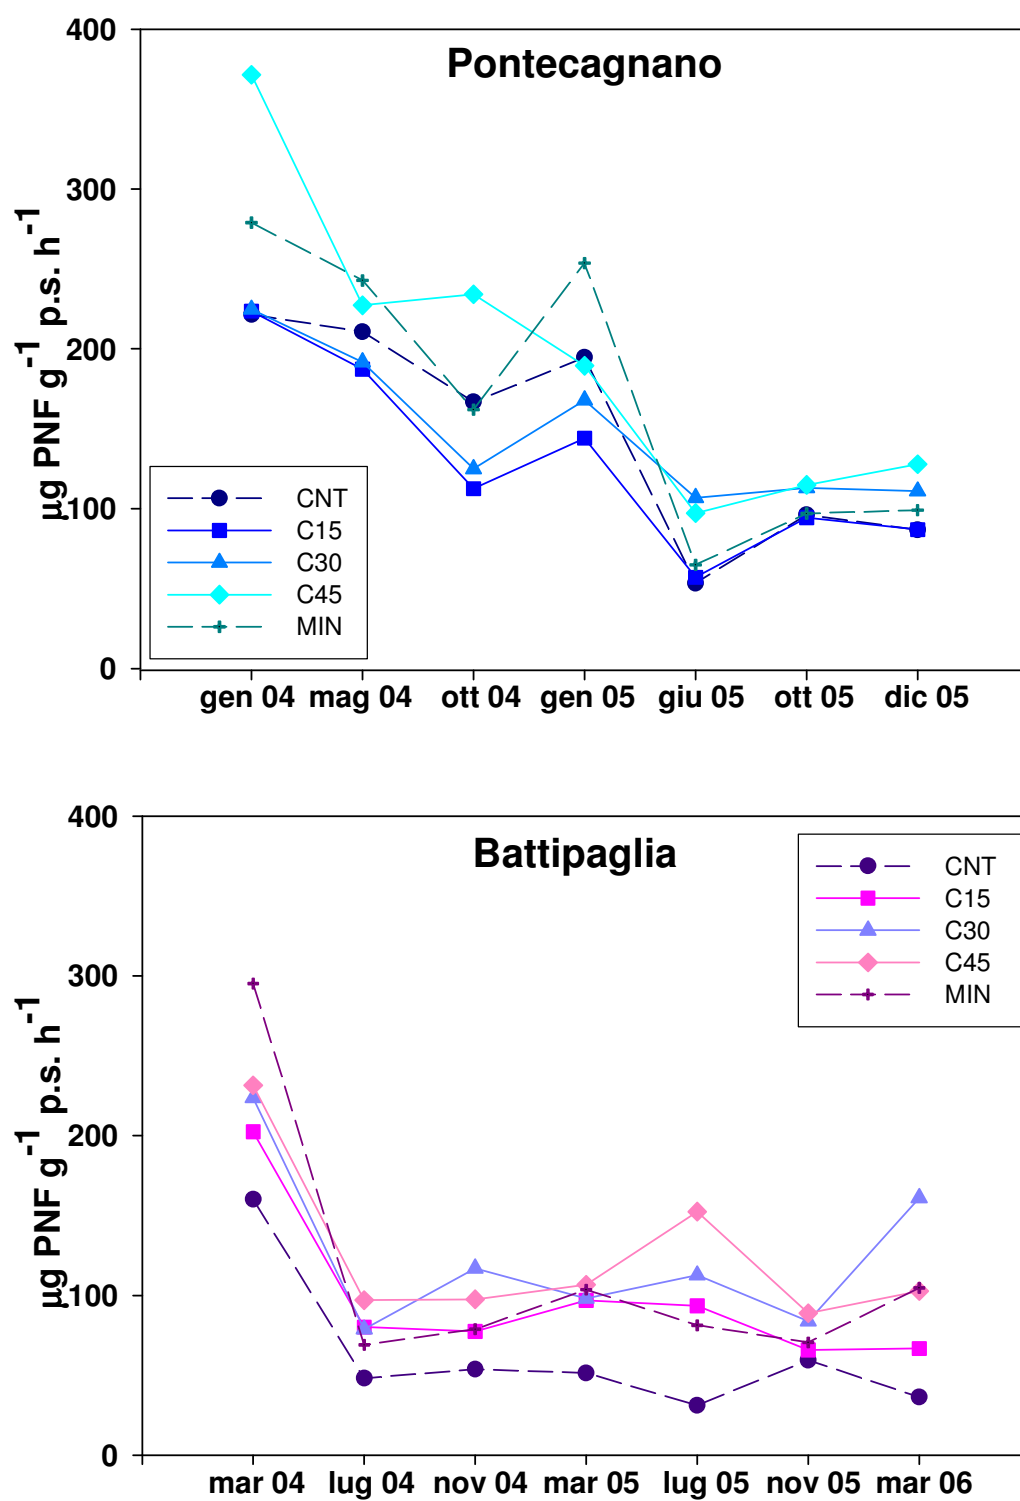 Pontecagnano
400
300
200
100
0
µg PNF g-1 p.s. h-1
CNT
C15
C30
C45
MIN
gen 04 mag 04 ott 04 gen 05 giu 05 ott 05 dic 05
Battipaglia
400
300
200
100
0
µg PNF g-1 p.s. h-1
CNT
C15
C30
C45
MIN
mar 04 lug 04 nov 04 mar 05 lug 05 nov 05 mar 06